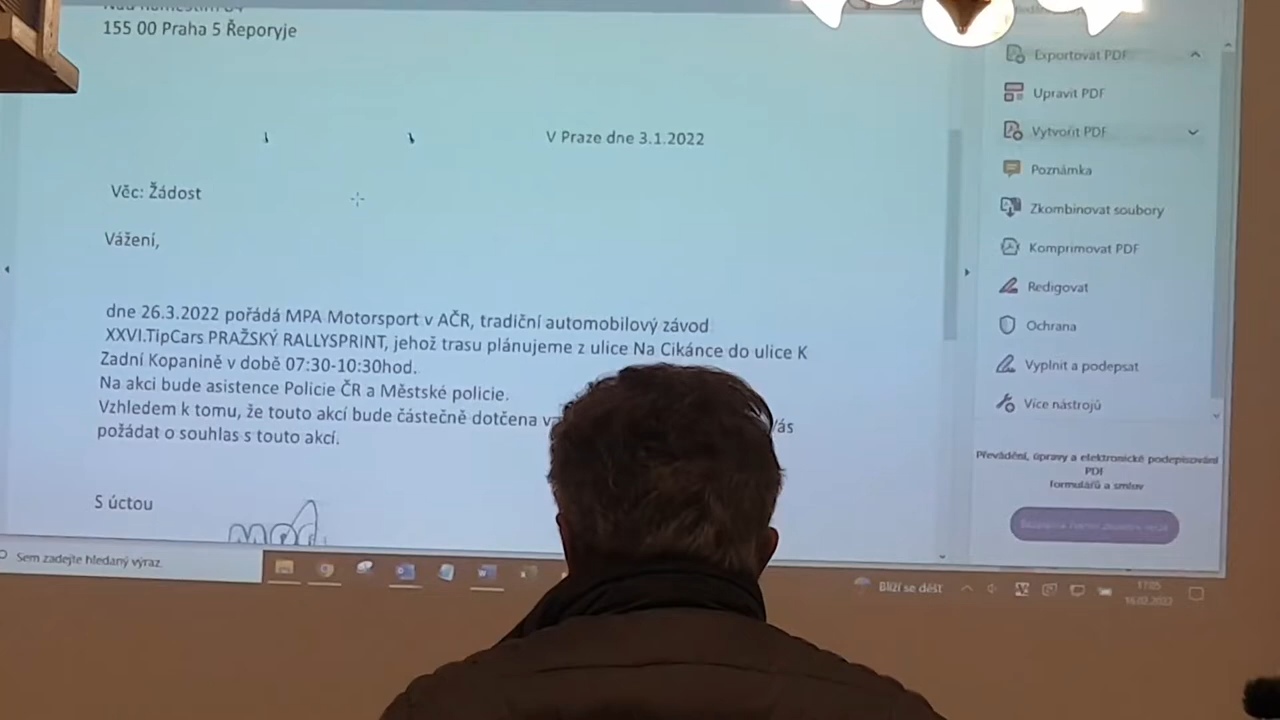 155 00 Praha 5 Řeporyje
V Praze dne 3.1.2022
Věc: Žádost
Vážení,
dne 26.3.2022 pořádá MPA Motorsport v AČR, tradiční automobilový závod
XXVI.TipCars PRAŽSKÝ RALLYSPRINT, jehož trasu plánujeme z ulice Na Cikánce do ulice K
Zadní Kopanině v době 07:30-10:30hod.
Na akci bude asistence Policie ČR a Městské policie.
Vzhledem k tomu, že touto akcí bude částečně dotčena
požádat o souhlas s touto akcí.
S úctou
Exportovat PDF
Upravit PDF
Vytvořit PDF
Poznámka
Zkombinovat soubory
Komprimovat PDF
Redigovat
Ochrana
Vyplnit a podepsat
Více nástrojů
Převádění, úpravy a elektronické podepisování
PDF
formulářů a smluv
Sem zadejte hledaný výraz
Blíží se déšť
17:05
16.02.2022